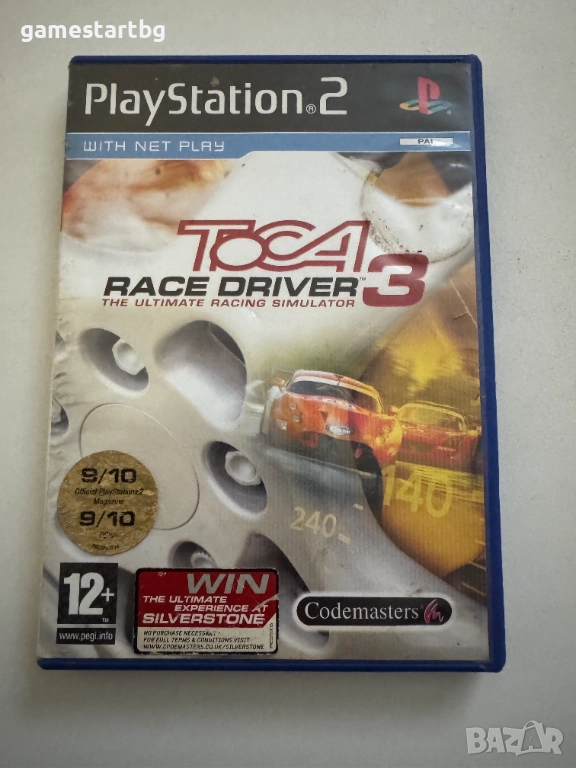 gamestartbg
PlayStation®2
WITH NET PLAY
PAL
TOCA
RACE DRIVER™ 3
THE ULTIMATE RACING SIMULATOR
9/10
Official PlayStation 2
Magazine
9/10
140
240
12+
www.pegi.info
WIN
THE ULTIMATE
EXPERIENCE AT
SILVERSTONE
NO PURCHASE NECESSARY
FOR FULL TERMS & CONDITIONS VISIT
WWW.CODEMASTERS.CO.UK/SILVERSTONE
Codemasters
BAZAR